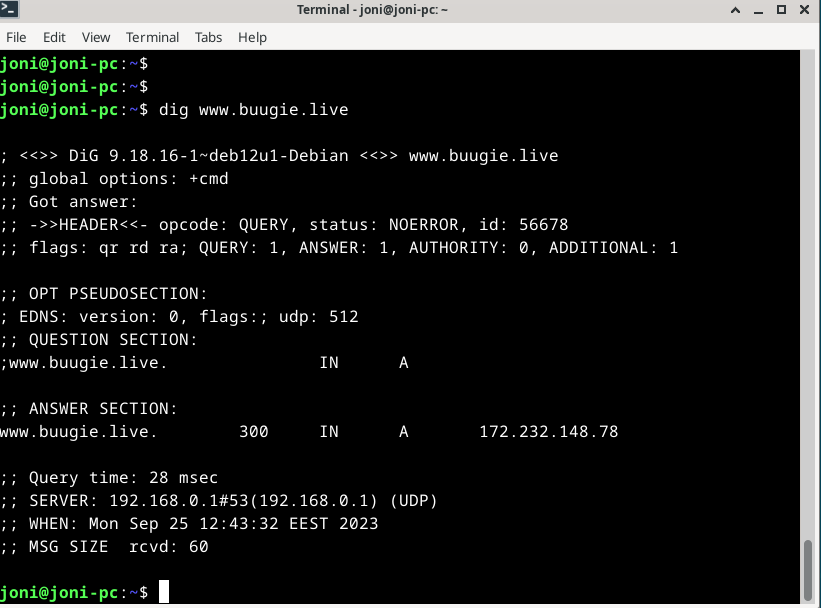 Terminal - joni@joni-pc: ~
File Edit View Terminal Tabs Help
joni@joni-pc:~$
joni@joni-pc:~$
joni@joni-pc:~$ dig www.buugie.live

; <<>> DiG 9.18.16-1~deb12u1-Debian <<>> www.buugie.live
;; global options: +cmd
;; Got answer:
;; ->>HEADER<<- opcode: QUERY, status: NOERROR, id: 56678
;; flags: qr rd ra; QUERY: 1, ANSWER: 1, AUTHORITY: 0, ADDITIONAL: 1

;; OPT PSEUDOSECTION:
; EDNS: version: 0, flags:; udp: 512
;; QUESTION SECTION:
;www.buugie.live. IN A

;; ANSWER SECTION:
www.buugie.live. 300 IN A 172.232.148.78

;; Query time: 28 msec
;; SERVER: 192.168.0.1#53(192.168.0.1) (UDP)
;; WHEN: Mon Sep 25 12:43:32 EEST 2023
;; MSG SIZE rcvd: 60

joni@joni-pc:~$